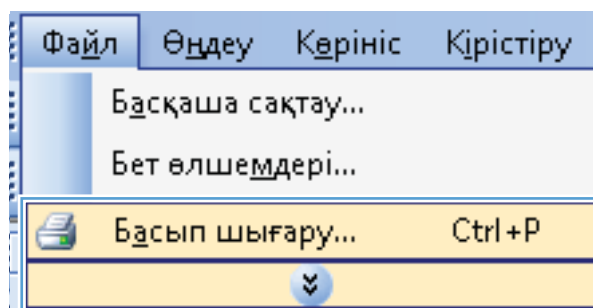 Файл Өңдеу Көрініс Кірістіру
Басқаша сақтау...
Бет өлшемдері...
Басып шығару... Ctrl+P